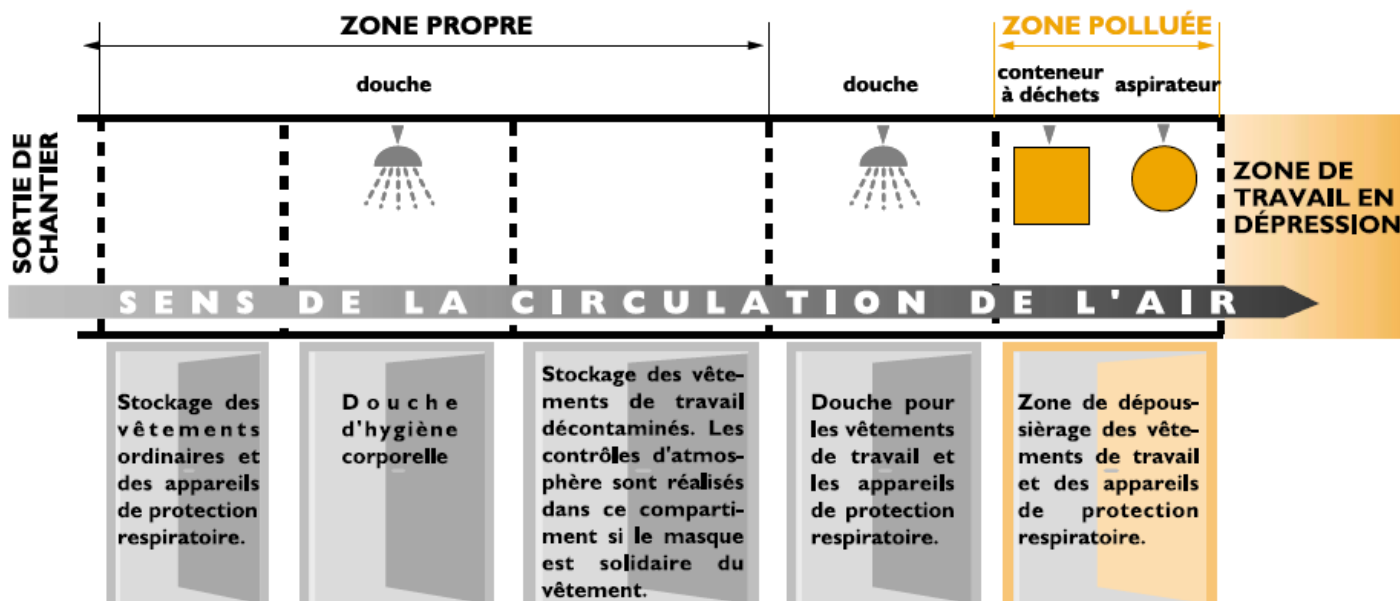 ZONE PROPRE
ZONE POLLUÉE
douche
douche
conteneur
à déchets
aspirateur
SORTIE DE
CHANTIER
ZONE DE
TRAVAIL EN
DÉPRESSION
SENS DE LA CIRCULATION DE L'AIR
Stockage des
vêtements
ordinaires et
des appareils
de protection
respiratoire.
Douche
d'hygiène
corporelle
Stockage des vête-
ments de travail
décontaminés. Les
contrôles d'atmos-
phère sont réalisés
dans ce comparti-
ment si le masque
est solidaire du
vêtement.
Douche pour
les vêtements
de travail et
les appareils
de protection
respiratoire.
Zone de dépous-
sièrage des vête-
ments de travail
et des appareils
de protection
respiratoire.